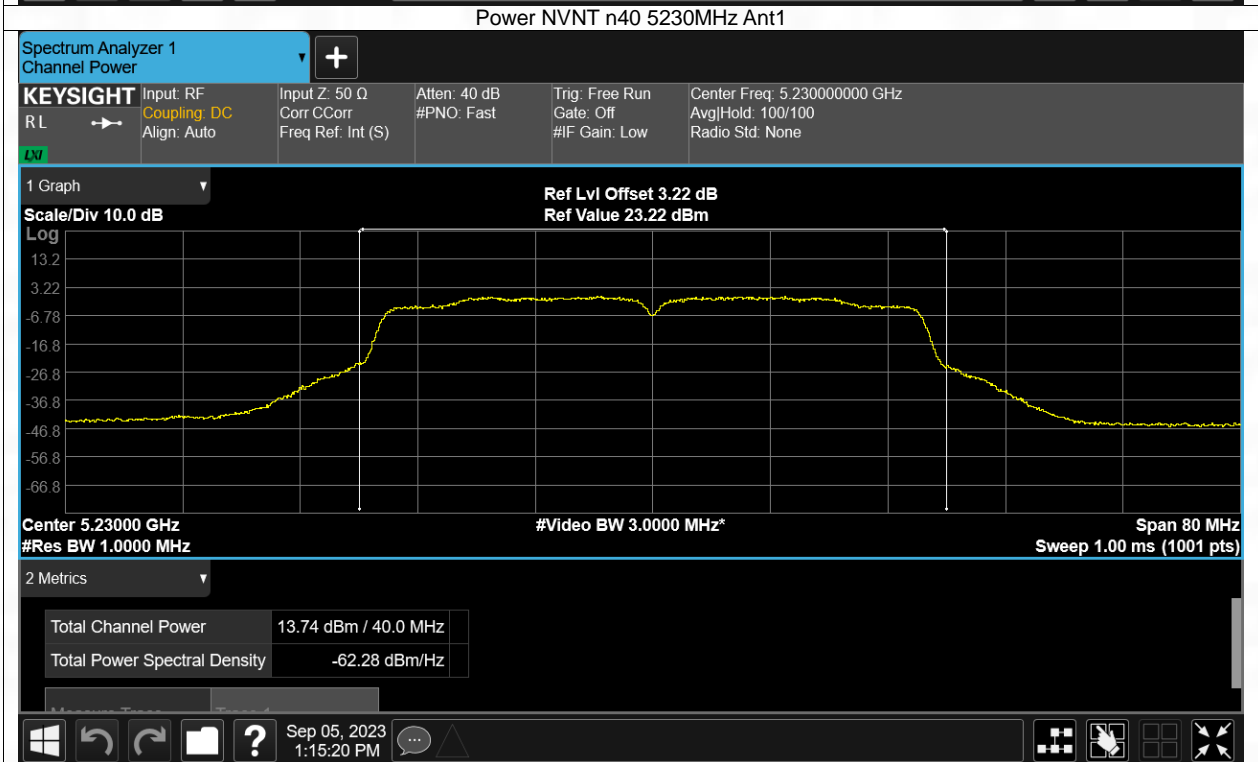 Power NVNT n40 5230MHz Ant1
Spectrum Analyzer 1
Channel Power
KEYSIGHT
R L
LXI
Input: RF
Coupling: DC
Align: Auto
Input Z: 50 Ω
Corr CCorr
Freq Ref: Int (S)
Atten: 40 dB
#PNO: Fast
Trig: Free Run
Gate: Off
#IF Gain: Low
Center Freq: 5.230000000 GHz
Avg|Hold: 100/100
Radio Std: None
1 Graph
Scale/Div 10.0 dB
Ref Lvl Offset 3.22 dB
Ref Value 23.22 dBm
Log
13.2
3.22
-6.78
-16.8
-26.8
-36.8
-46.8
-56.8
-66.8
Center 5.23000 GHz
#Video BW 3.0000 MHz*
Span 80 MHz
#Res BW 1.0000 MHz
Sweep 1.00 ms (1001 pts)
2 Metrics
Total Channel Power 13.74 dBm / 40.0 MHz
Total Power Spectral Density -62.28 dBm/Hz
Sep 05, 2023
1:15:20 PM